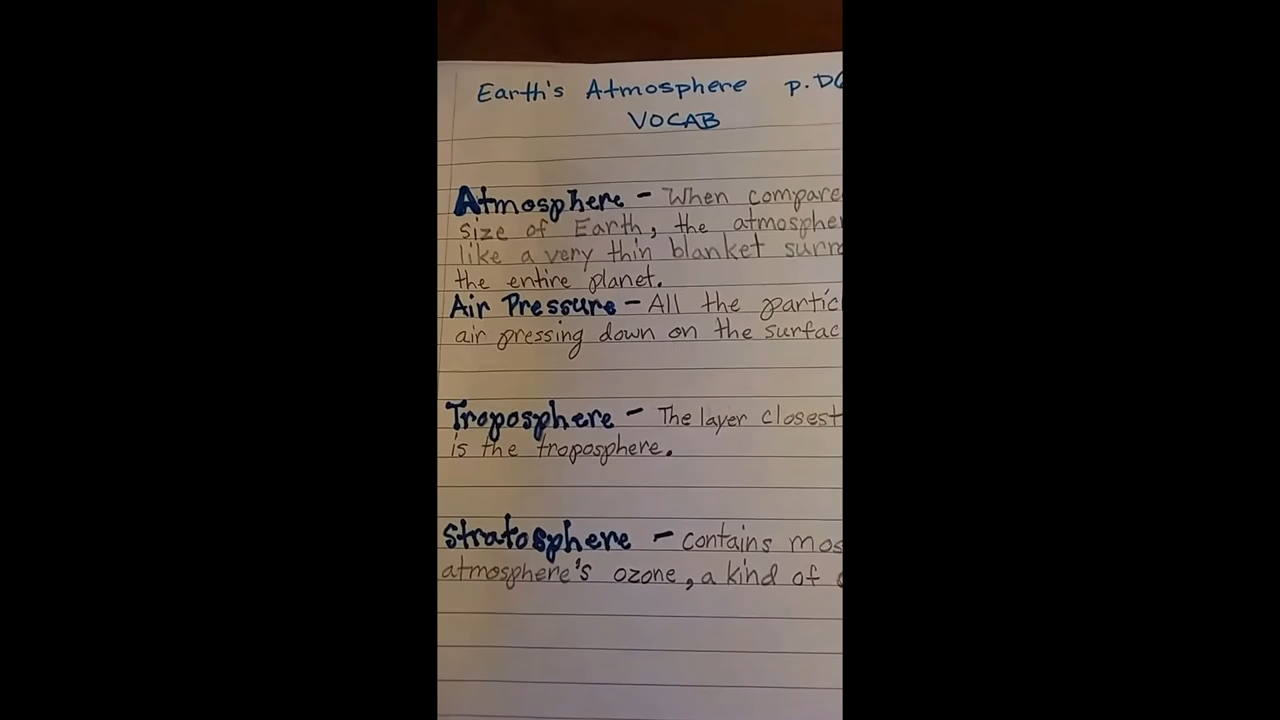 Earth's Atmosphere p. D6
VOCAB
Atmosphere - When compare
size of Earth, the atmospher
like a very thin blanket surro
the entire planet.
Air Pressure - All the partic
air pressing down on the surfac
Troposphere - The layer closest
is the troposphere.
Stratosphere - contains mos
atmosphere's ozone, a kind of